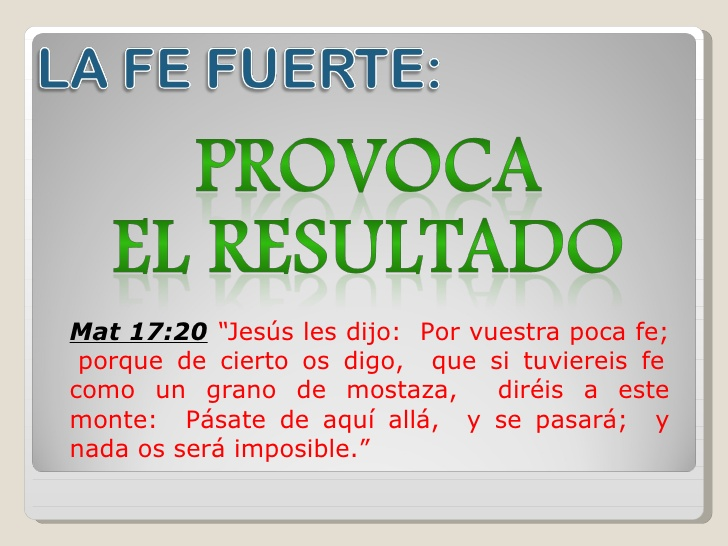 LA FE FUERTE:
PROVOCA
EL RESULTADO
Mat 17:20 “Jesús les dijo: Por vuestra poca fe;
porque de cierto os digo, que si tuviereis fe
como un grano de mostaza, diréis a este
monte: Pásate de aquí allá, y se pasará; y
nada os será imposible.”